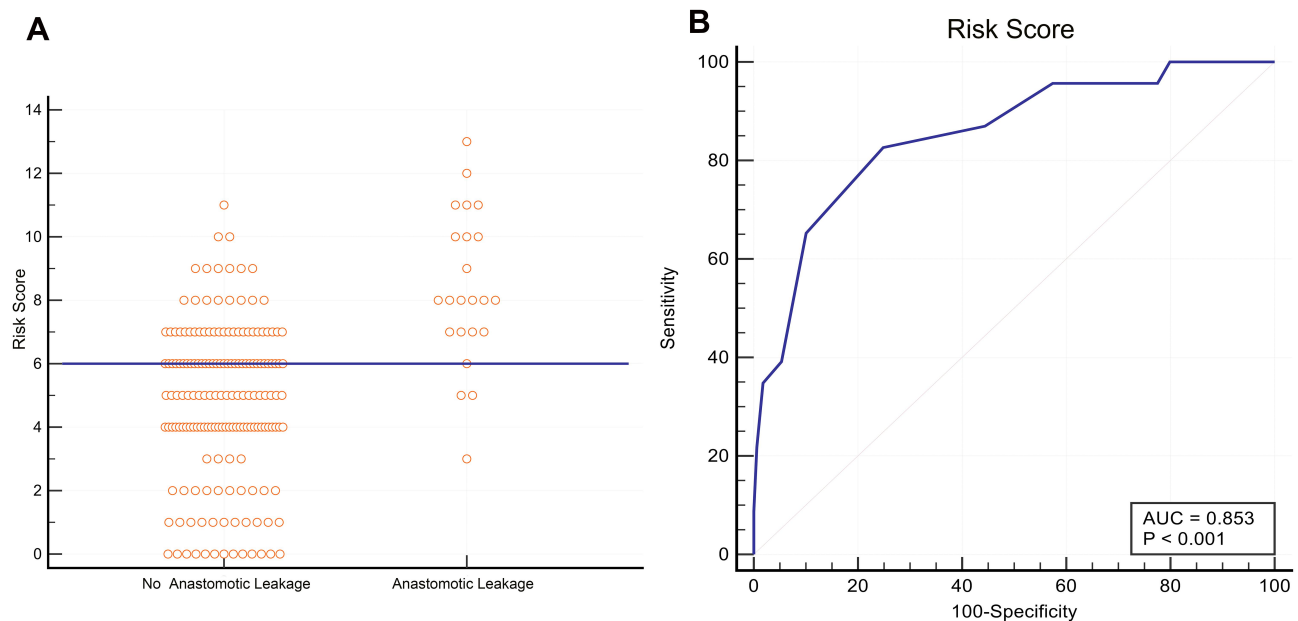 A
14
12
10
8
6
4
2
0
Risk Score
No Anastomotic Leakage
Anastomotic Leakage
B
Risk Score
100
80
60
40
20
0
Sensitivity
AUC = 0.853
P < 0.001
0 20 40 60 80 100
100-Specificity